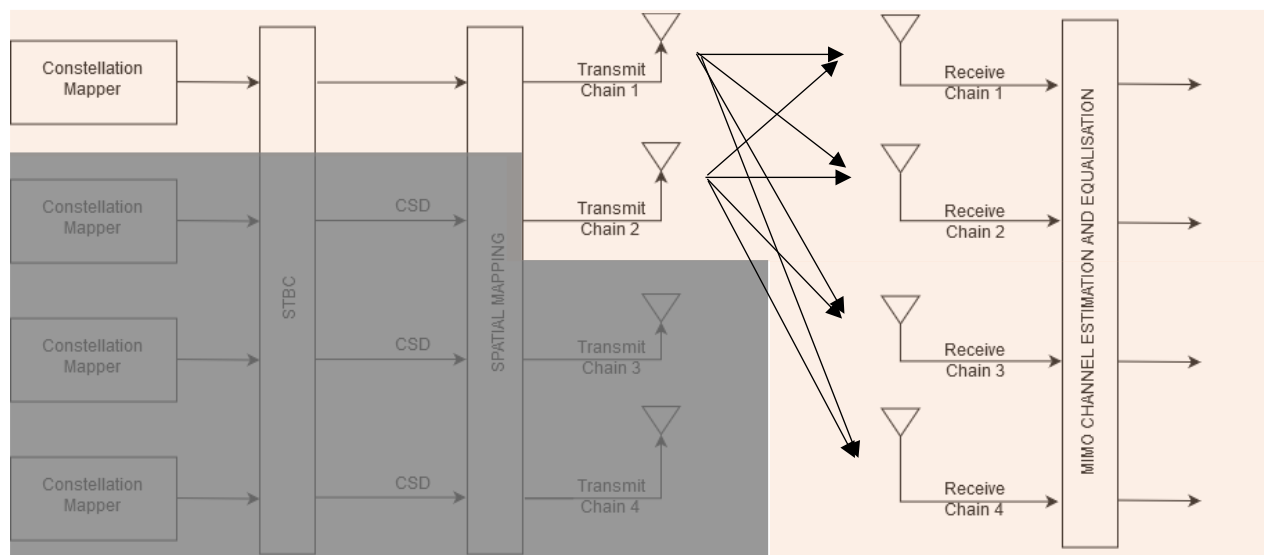 Constellation
Mapper
Transmit
Chain 1
Receive
Chain 1
Constellation
Mapper
CSD
Transmit
Chain 2
Receive
Chain 2
STBC
SPATIAL MAPPING
MIMO CHANNEL ESTIMATION AND EQUALISATION
Constellation
Mapper
CSD
Transmit
Chain 3
Receive
Chain 3
Constellation
Mapper
CSD
Transmit
Chain 4
Receive
Chain 4